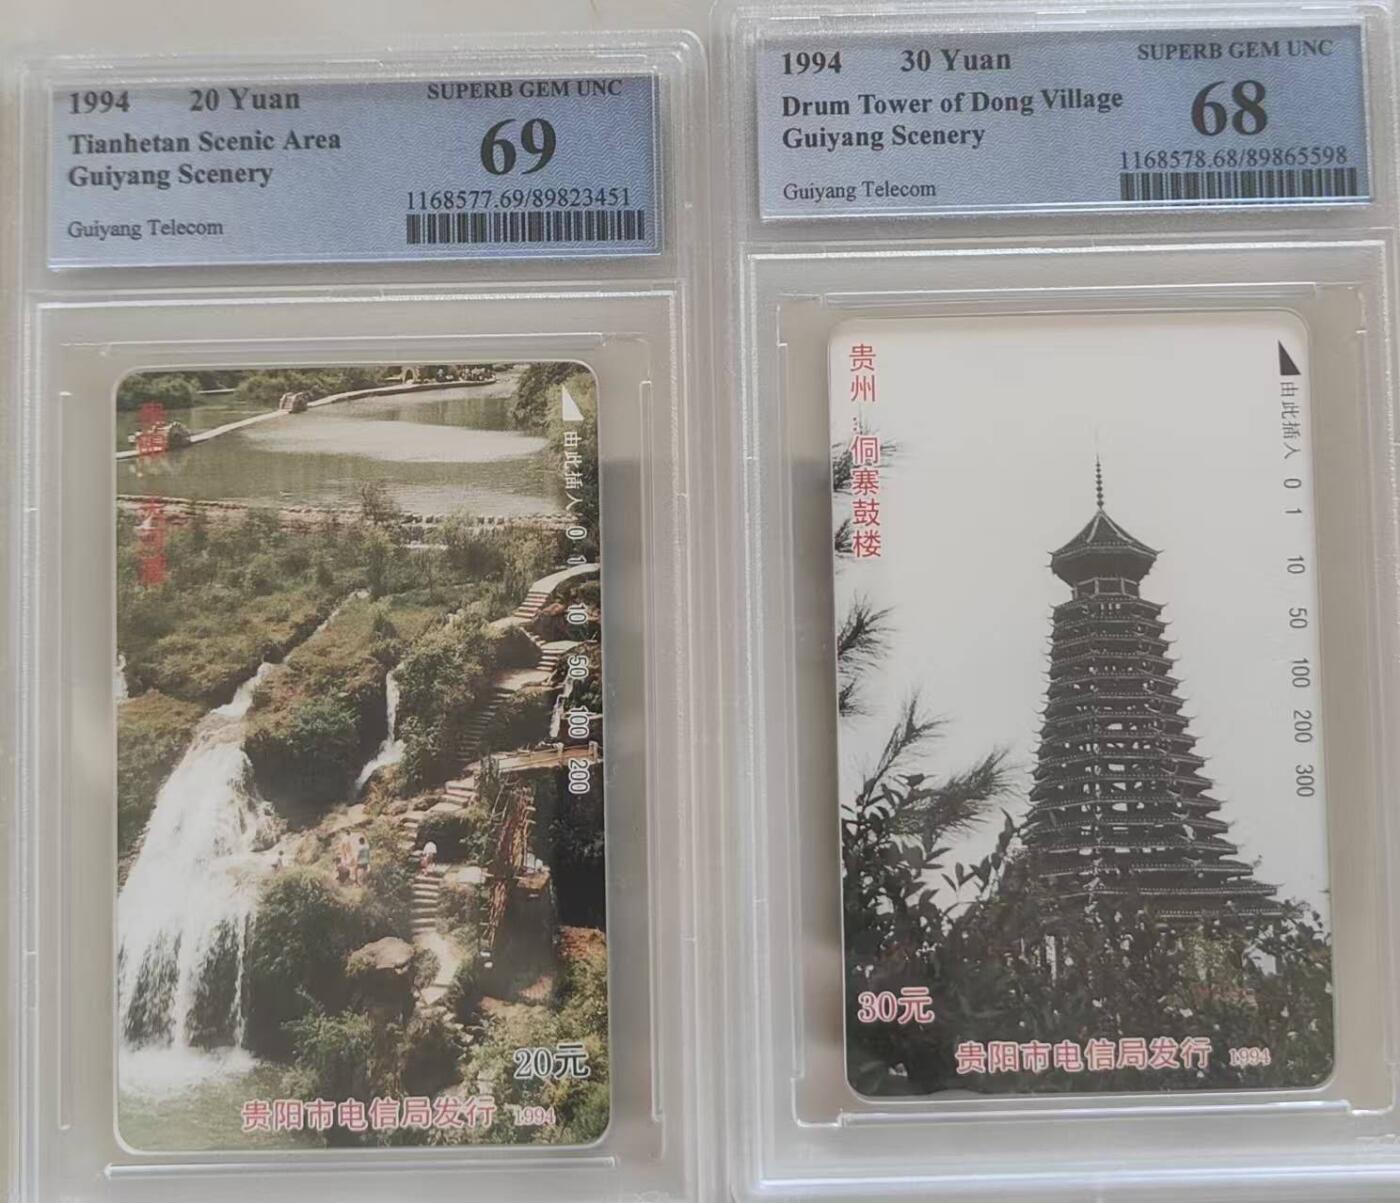 1994 20 Yuan
SUPERB GEM UNC
Tianhetan Scenic Area
69
Guiyang Scenery
1168577.69/89823451
Guiyang Telecom
由此插入 0 1 10 50 100 200
20元
贵阳市电信局发行 1994
1994 30 Yuan
SUPERB GEM UNC
Drum Tower of Dong Village
68
Guiyang Scenery
1168578.68/89865598
Guiyang Telecom
贵州…侗寨鼓楼
由此插入 0 1 10 50 100 200 300
30元
贵阳市电信局发行 1994